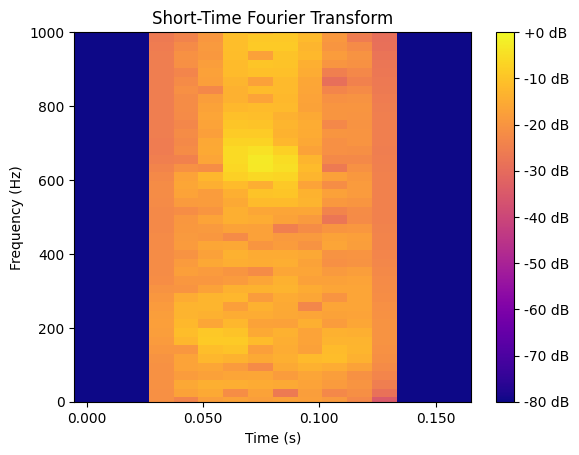 Short-Time Fourier Transform
1000
800
600
400
200
0
Frequency (Hz)
0.000
0.050
0.100
0.150
Time (s)
+0 dB
-10 dB
-20 dB
-30 dB
-40 dB
-50 dB
-60 dB
-70 dB
-80 dB